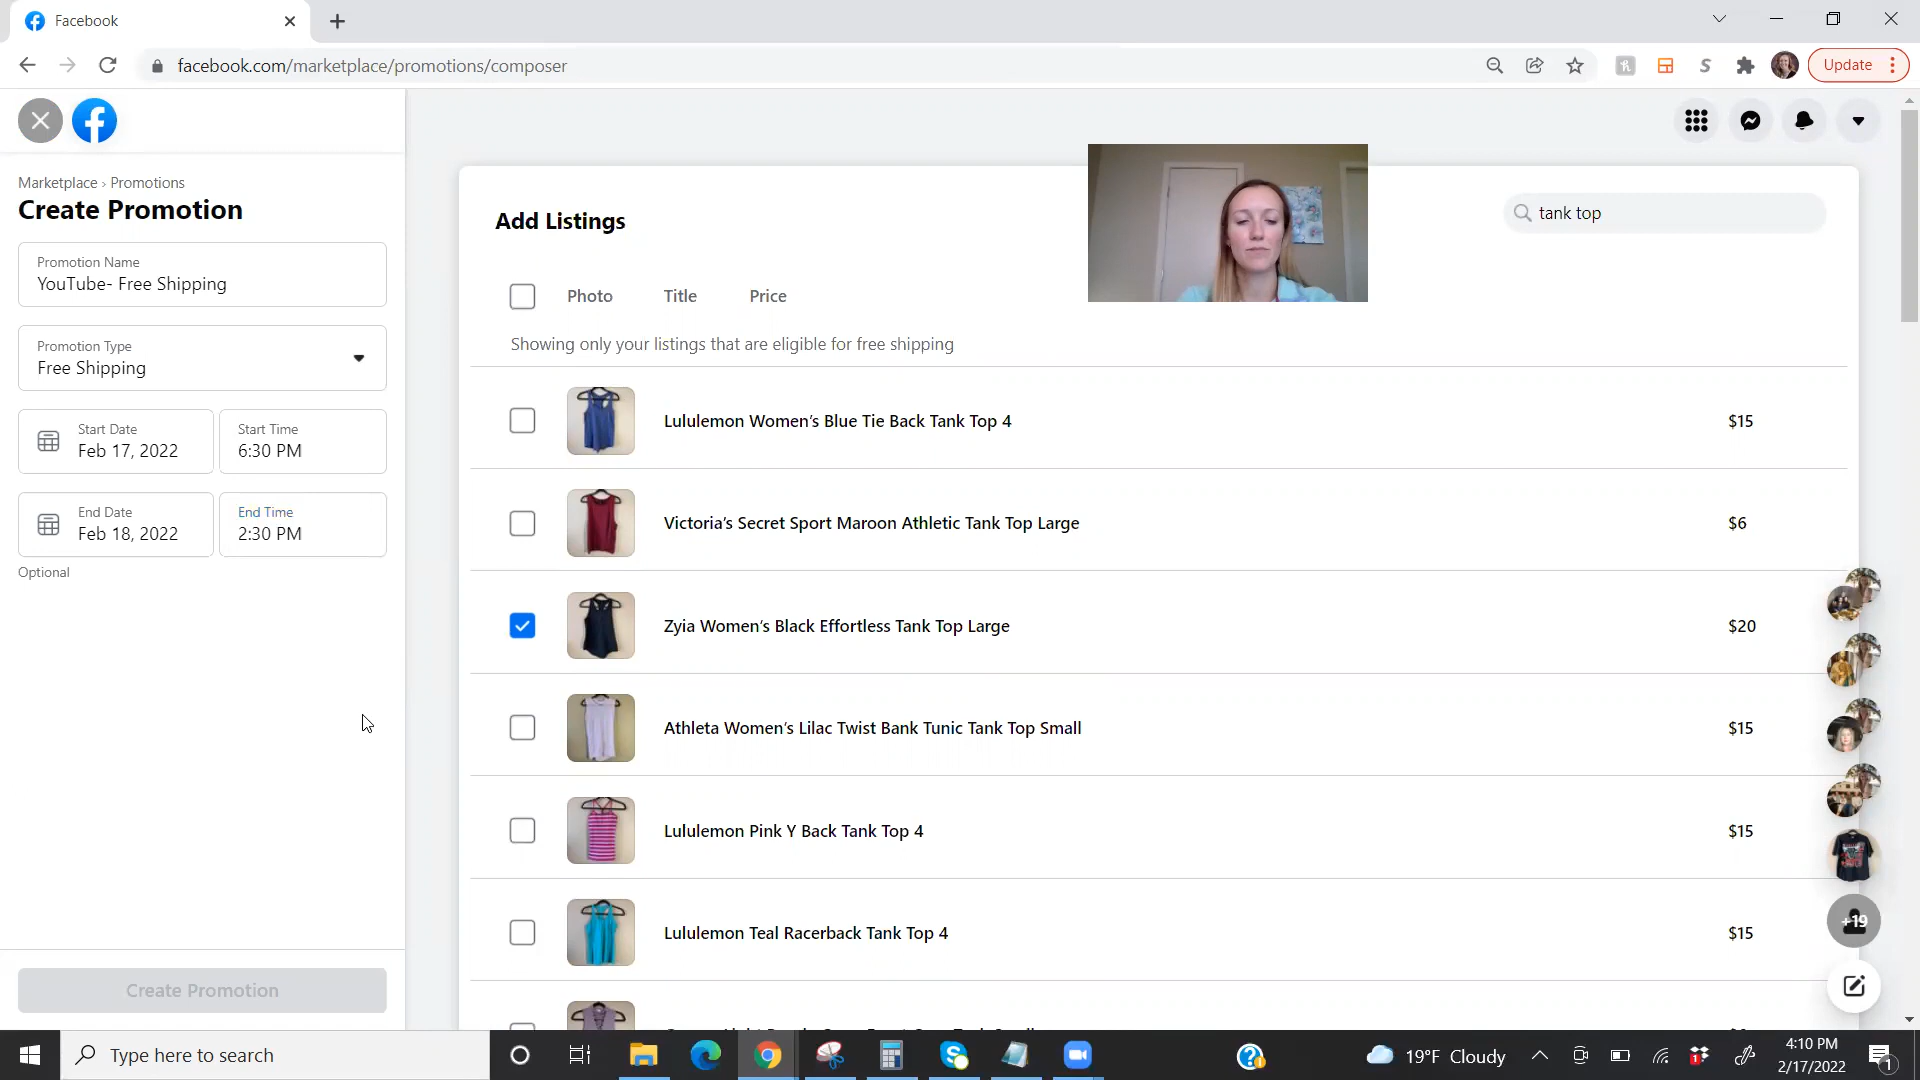 Facebook
facebook.com/marketplace/promotions/composer
Update
Marketplace › Promotions
Create Promotion
Promotion Name
YouTube- Free Shipping
Promotion Type
Free Shipping
Start Date
Feb 17, 2022
Start Time
6:30 PM
End Date
Feb 18, 2022
End Time
2:30 PM
Optional
Create Promotion
Add Listings
tank top
Photo Title Price
Showing only your listings that are eligible for free shipping
Lululemon Women's Blue Tie Back Tank Top 4 $15
Victoria's Secret Sport Maroon Athletic Tank Top Large $6
Zyia Women's Black Effortless Tank Top Large $20
Athleta Women's Lilac Twist Bank Tunic Tank Top Small $15
Lululemon Pink Y Back Tank Top 4 $15
Lululemon Teal Racerback Tank Top 4 $15
+19
Type here to search
19°F Cloudy
4:10 PM
2/17/2022
1